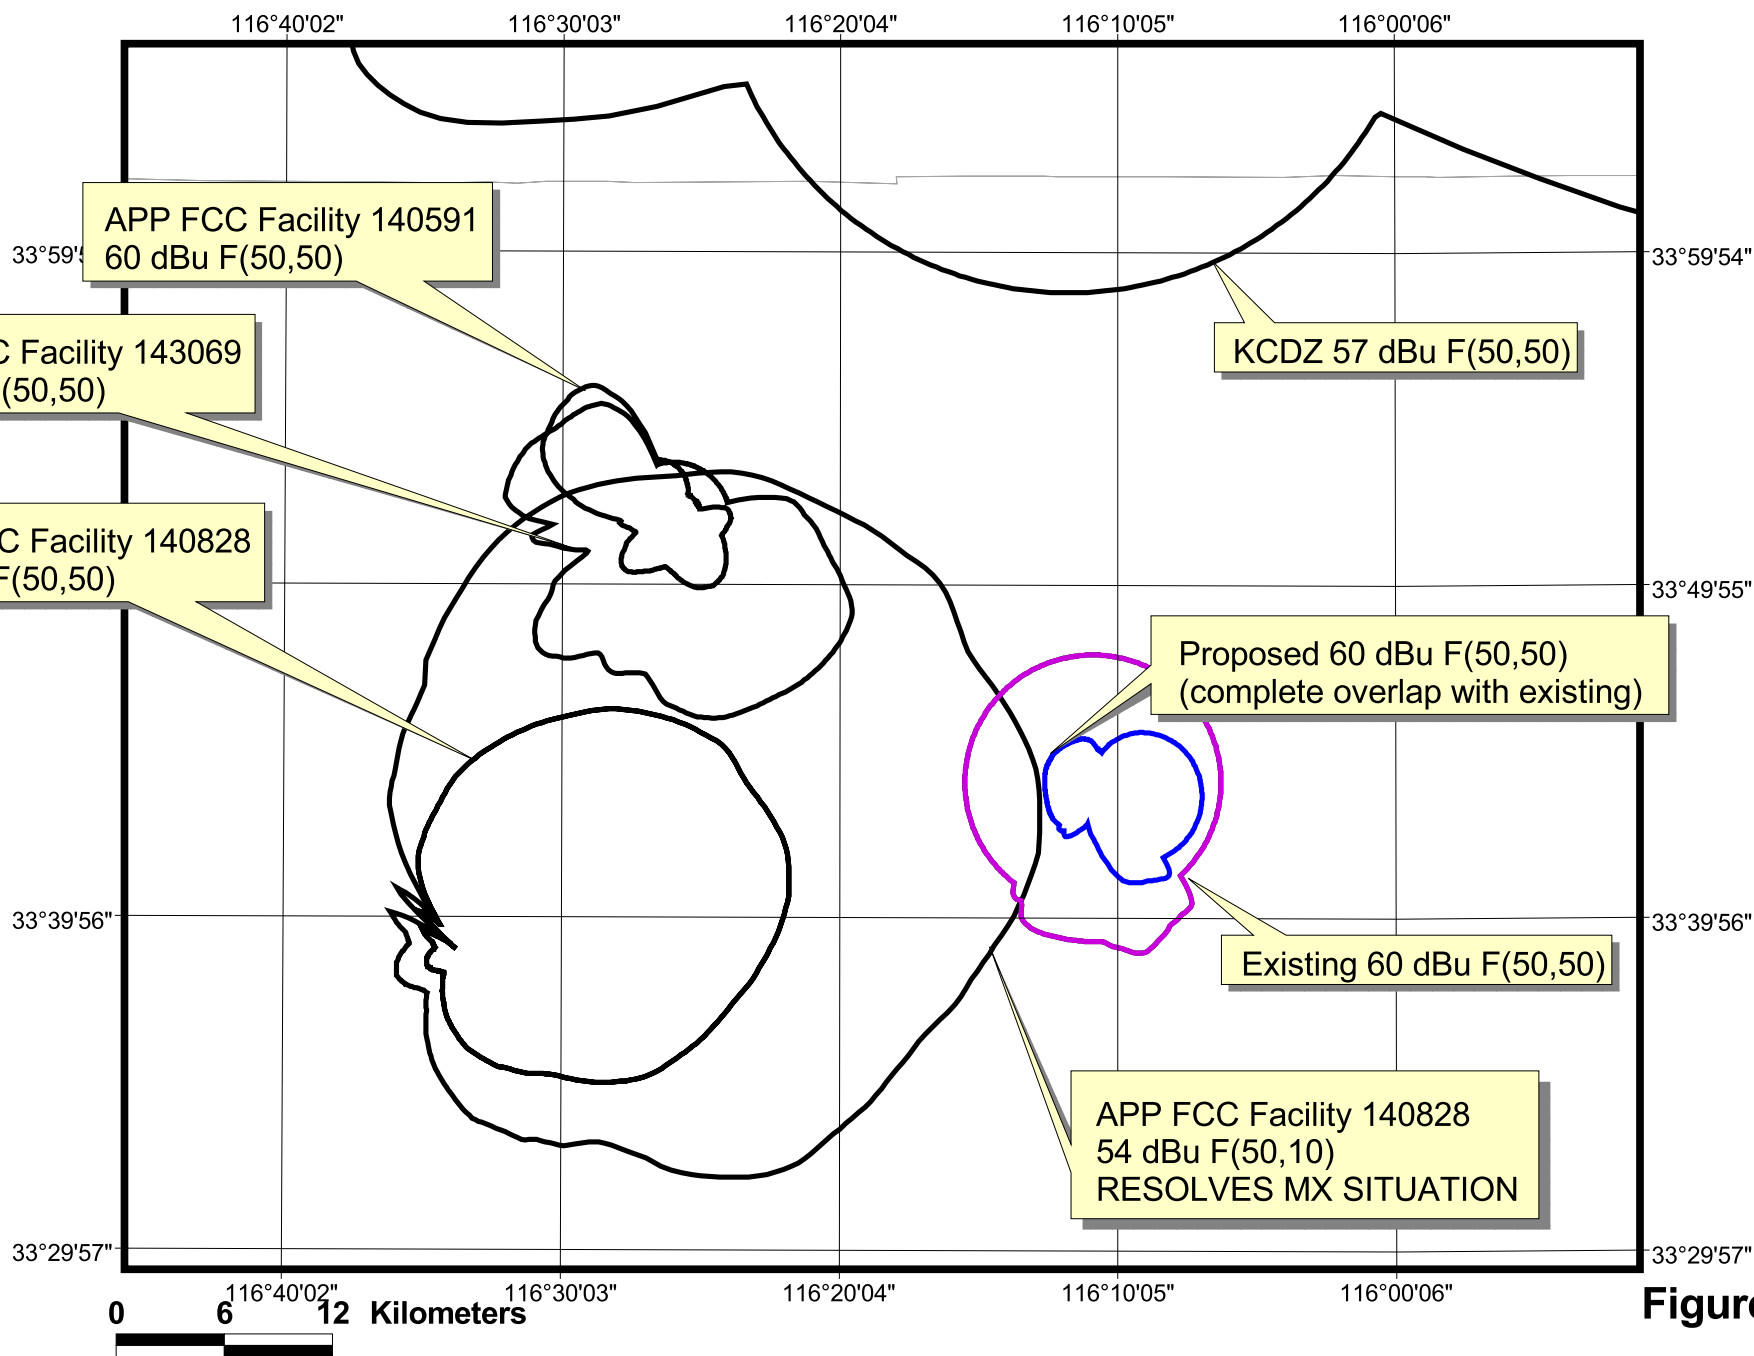 116°40'02" 116°30'03" 116°20'04" 116°10'05" 116°00'06"
APP FCC Facility 140591
60 dBu F(50,50)
33°59'5
33°59'54"
C Facility 143069
(50,50)
KCDZ 57 dBu F(50,50)
C Facility 140828
F(50,50)
33°49'55"
Proposed 60 dBu F(50,50)
(complete overlap with existing)
33°39'56"
33°39'56"
Existing 60 dBu F(50,50)
APP FCC Facility 140828
54 dBu F(50,10)
RESOLVES MX SITUATION
33°29'57"
33°29'57"
116°40'02" 116°30'03" 116°20'04" 116°10'05" 116°00'06"
0 6 12 Kilometers
Figure